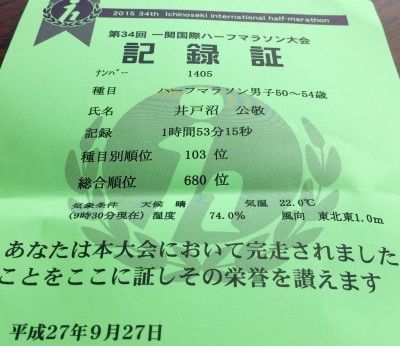 2015 34th Ichinoseki international half-marathon
第34回 一関国際ハーフマラソン大会
記録証
ﾅﾝﾊﾞｰ 1405
種目 ハーフマラソン男子50～54歳
氏名 井戸沼 公敬
記録 1時間53分15秒
種目別順位 103 位
総合順位 680 位
気象条件 天候 晴 気温 22.0℃
(9時30分現在) 湿度 74.0% 風向 東北東1.0m
あなたは本大会において完走されました
ことをここに証しその栄誉を讃えます
平成27年9月27日